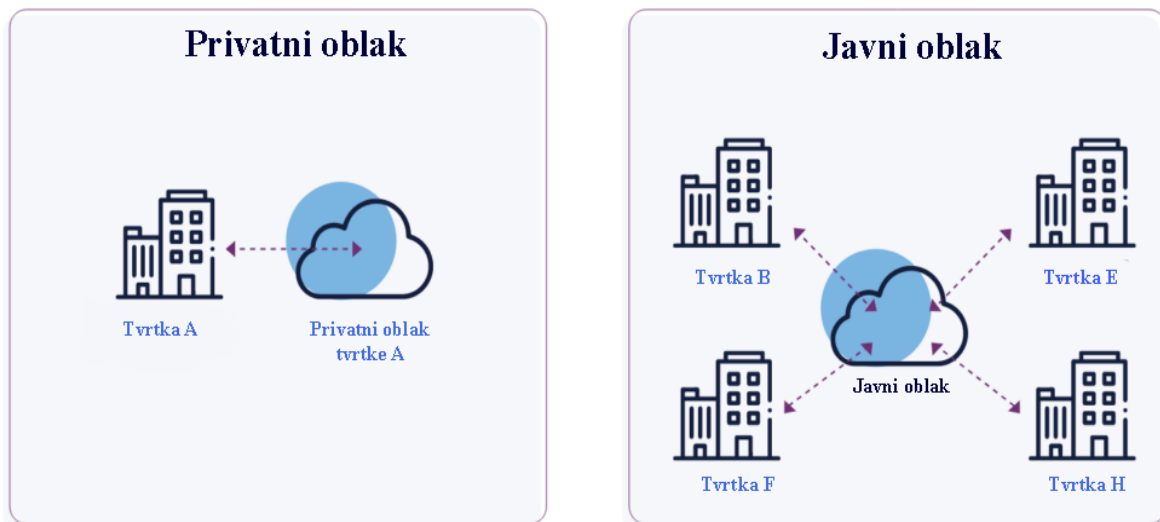 Privatni oblak
Tvrtka A
Privatni oblak
tvrtke A
Javni oblak
Tvrtka B
Tvrtka E
Javni oblak
Tvrtka F
Tvrtka H